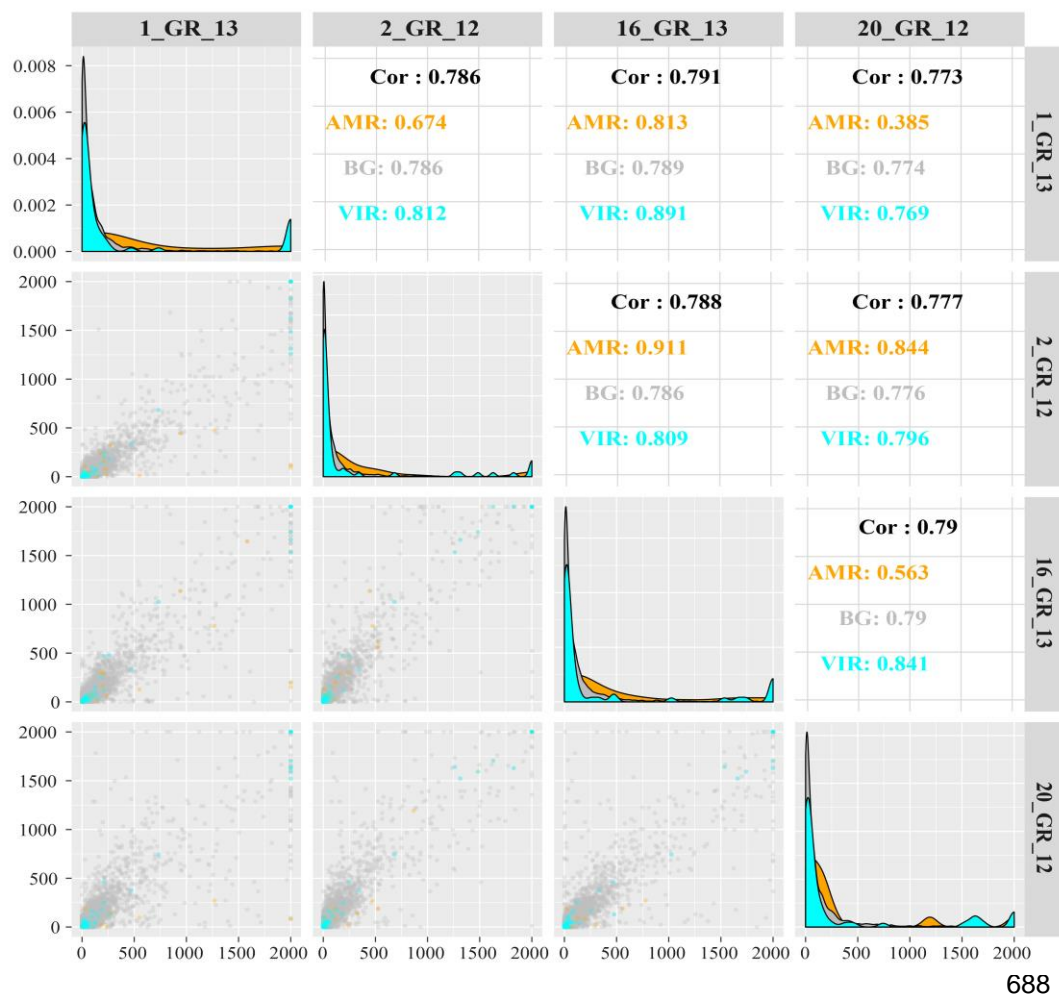 1_GR_13 2_GR_12 16_GR_13 20_GR_12
0.008
0.006
0.004
0.002
0.000
Cor : 0.786
AMR: 0.674
BG: 0.786
VIR: 0.812
Cor : 0.791
AMR: 0.813
BG: 0.789
VIR: 0.891
Cor : 0.773
AMR: 0.385
BG: 0.774
VIR: 0.769
1_GR_13
2000
1500
1000
500
0
Cor : 0.788
AMR: 0.911
BG: 0.786
VIR: 0.809
Cor : 0.777
AMR: 0.844
BG: 0.776
VIR: 0.796
2_GR_12
2000
1500
1000
500
0
Cor : 0.79
AMR: 0.563
BG: 0.79
VIR: 0.841
16_GR_13
2000
1500
1000
500
0
20_GR_12
0 500 1000 1500 2000 0 500 1000 1500 2000 0 500 1000 1500 2000 0 500 1000 1500 2000
688